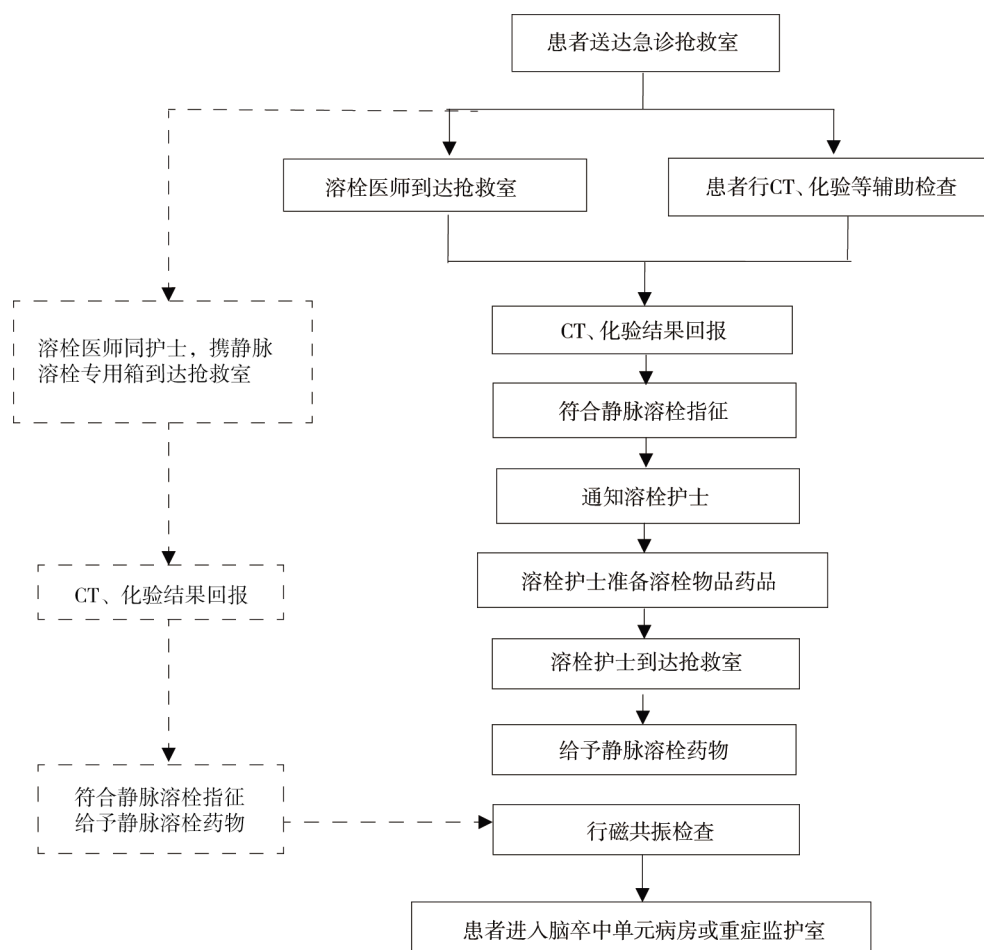 患者送达急诊抢救室
溶栓医师到达抢救室
患者行CT、化验等辅助检查
溶栓医师同护士，携静脉
溶栓专用箱到达抢救室
CT、化验结果回报
符合静脉溶栓指征
通知溶栓护士
溶栓护士准备溶栓物品药品
CT、化验结果回报
溶栓护士到达抢救室
给予静脉溶栓药物
符合静脉溶栓指征
给予静脉溶栓药物
行磁共振检查
患者进入脑卒中单元病房或重症监护室